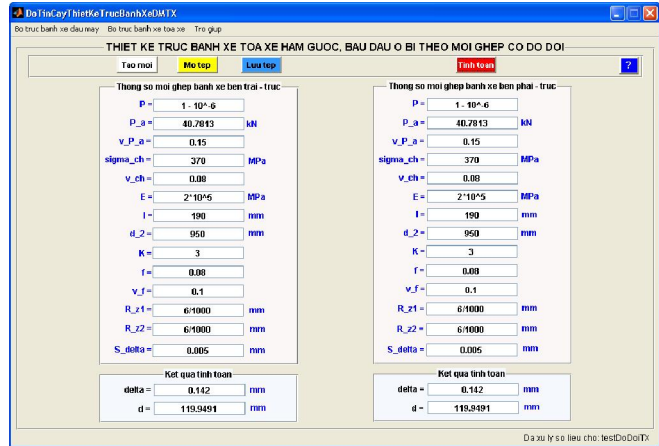 DoTinCayThietKeTrucBanhXeDMTX
Bo truc banh xe dau may Bo truc banh xe toa xe Tro giup
THIET KE TRUC BANH XE TOA XE HAM GUOC, BAU DAU O BI THEO MOI GHEP CO DO DOI
Tao moi Mo tep Luu tep Tinh toan ?
Thong so moi ghep banh xe ben trai - truc
P = 1 - 10^-6
P_a = 40.7813 kN
v_P_a = 0.15
sigma_ch = 370 MPa
v_ch = 0.08
E = 2*10^5 MPa
l = 190 mm
d_2 = 950 mm
K = 3
f = 0.08
v_f = 0.1
R_z1 = 6/1000 mm
R_z2 = 6/1000 mm
S_delta = 0.005 mm
Ket qua tinh toan
delta = 0.142 mm
d = 119.9491 mm
Thong so moi ghep banh xe ben phai - truc
P = 1 - 10^-6
P_a = 40.7813 kN
v_P_a = 0.15
sigma_ch = 370 MPa
v_ch = 0.08
E = 2*10^5 MPa
l = 190 mm
d_2 = 950 mm
K = 3
f = 0.08
v_f = 0.1
R_z1 = 6/1000 mm
R_z2 = 6/1000 mm
S_delta = 0.005 mm
Ket qua tinh toan
delta = 0.142 mm
d = 119.9491 mm
Da xu ly so lieu cho: testDoDoiTX